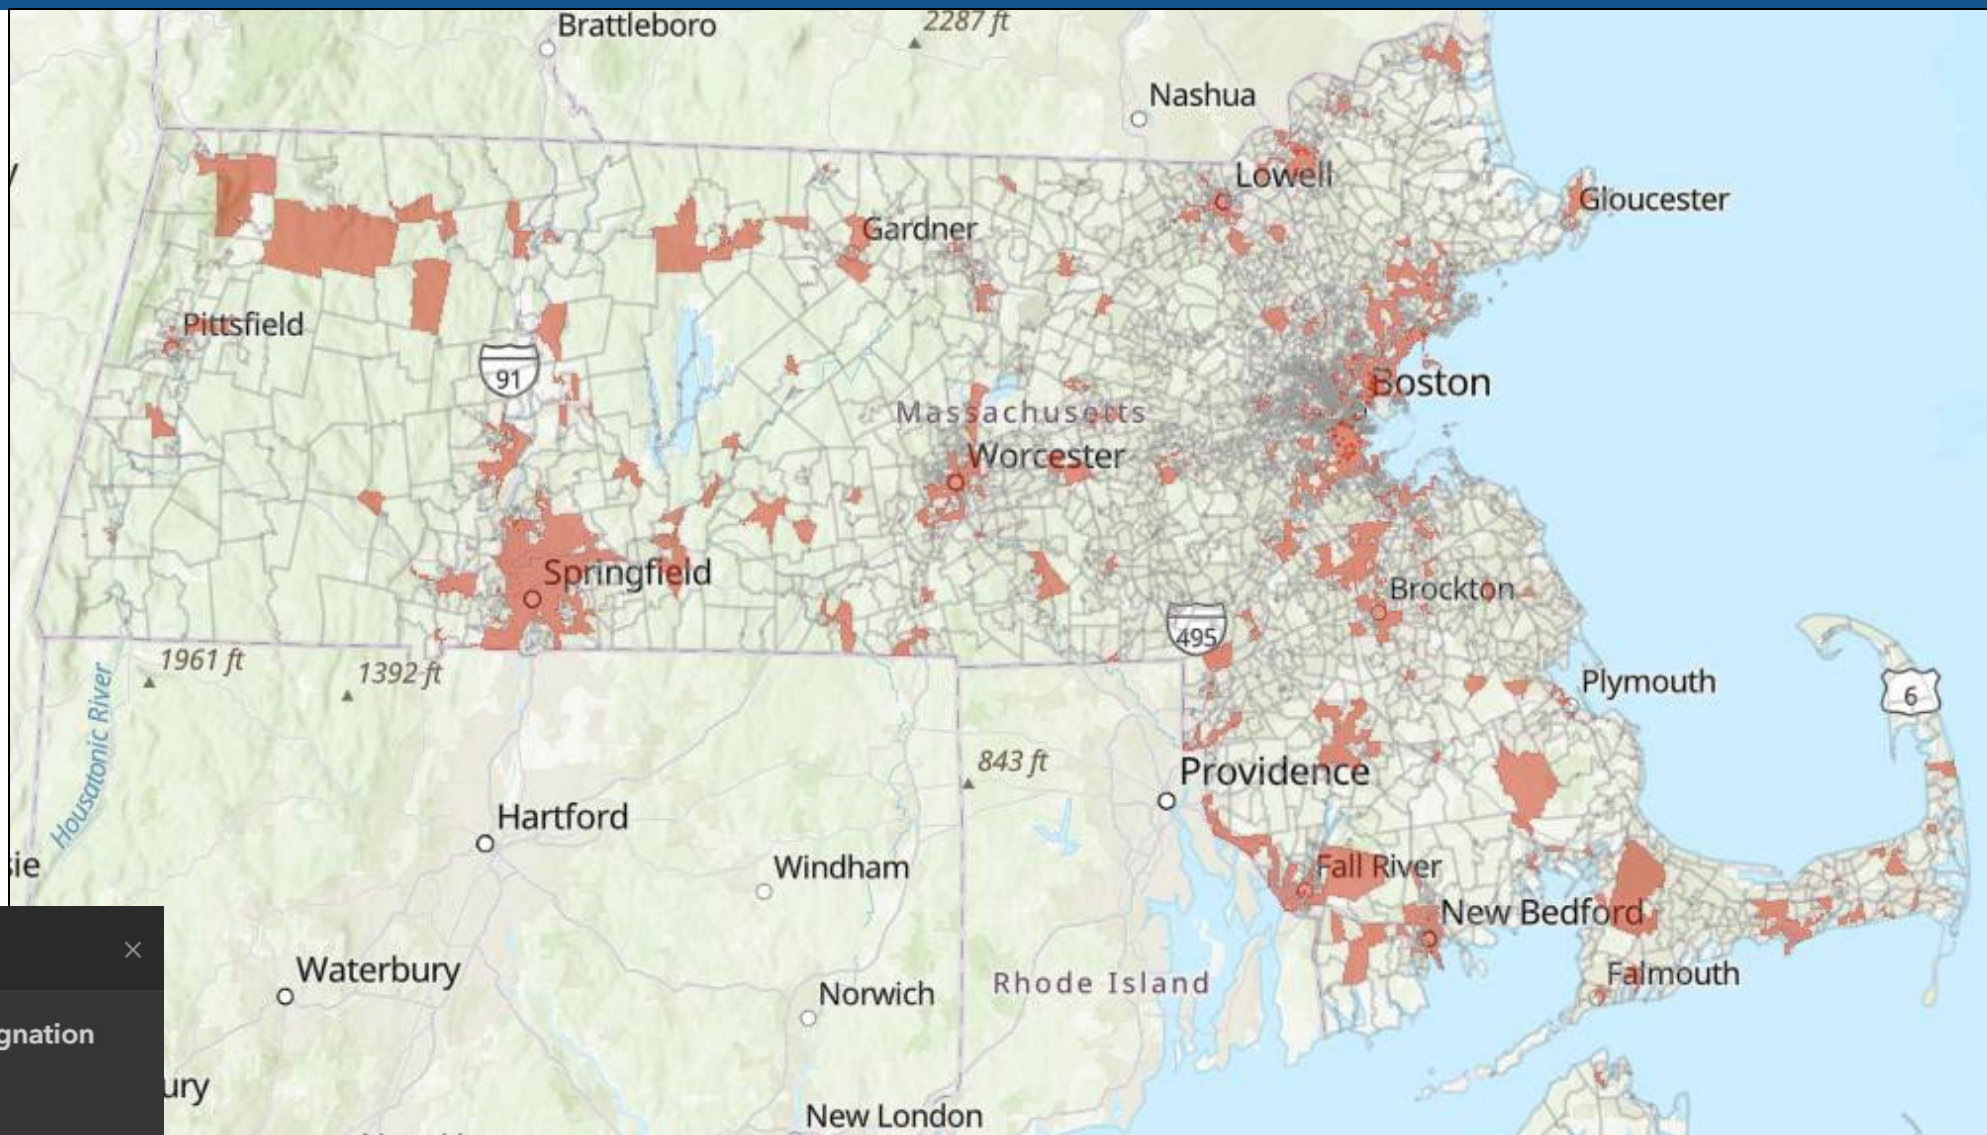 Brattleboro
2287 ft
Nashua
Lowell
Gloucester
Gardner
Pittsfield
91
Boston
Massachusetts
Worcester
Springfield
Brockton
495
1961 ft
1392 ft
Plymouth
6
Housatonic River
843 ft
Providence
Hartford
sie
Windham
Fall River
New Bedford
Waterbury
Norwich
Rhode Island
Falmouth
gnation
ury
New London